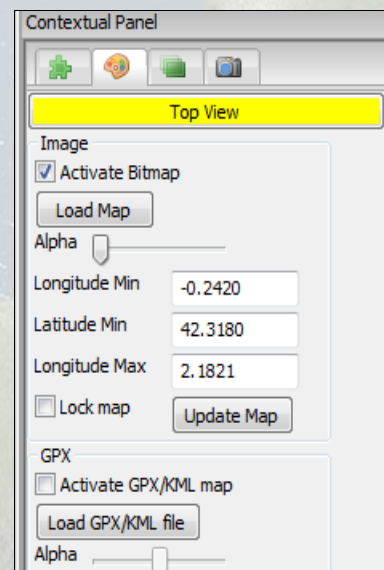 Contextual Panel
Top View
Image
Activate Bitmap
Load Map
Alpha
Longitude Min -0.2420
Latitude Min 42.3180
Longitude Max 2.1821
Lock map Update Map
GPX
Activate GPX/KML map
Load GPX/KML file
Alpha